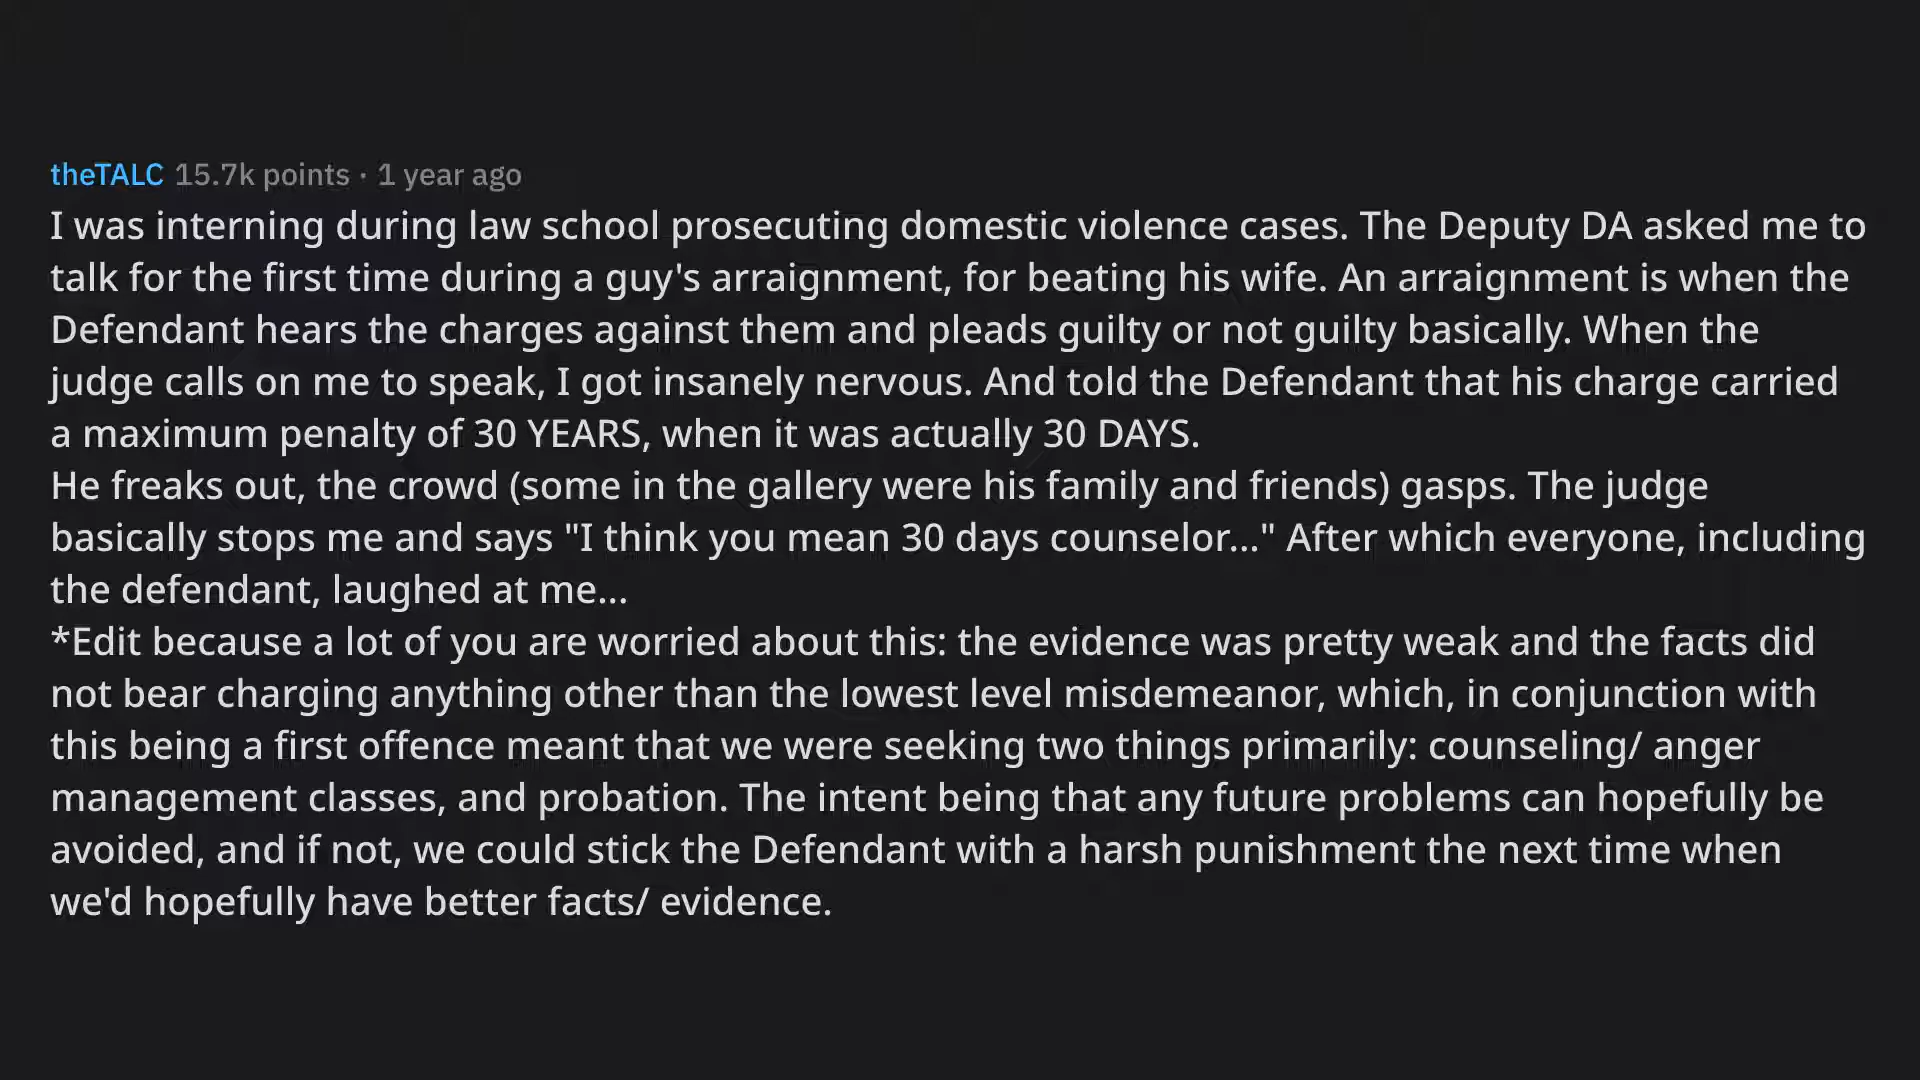 theTALC 15.7k points · 1 year ago
I was interning during law school prosecuting domestic violence cases. The Deputy DA asked me to
talk for the first time during a guy's arraignment, for beating his wife. An arraignment is when the
Defendant hears the charges against them and pleads guilty or not guilty basically. When the
judge calls on me to speak, I got insanely nervous. And told the Defendant that his charge carried
a maximum penalty of 30 YEARS, when it was actually 30 DAYS.
He freaks out, the crowd (some in the gallery were his family and friends) gasps. The judge
basically stops me and says "I think you mean 30 days counselor..." After which everyone, including
the defendant, laughed at me...
*Edit because a lot of you are worried about this: the evidence was pretty weak and the facts did
not bear charging anything other than the lowest level misdemeanor, which, in conjunction with
this being a first offence meant that we were seeking two things primarily: counseling/ anger
management classes, and probation. The intent being that any future problems can hopefully be
avoided, and if not, we could stick the Defendant with a harsh punishment the next time when
we'd hopefully have better facts/ evidence.